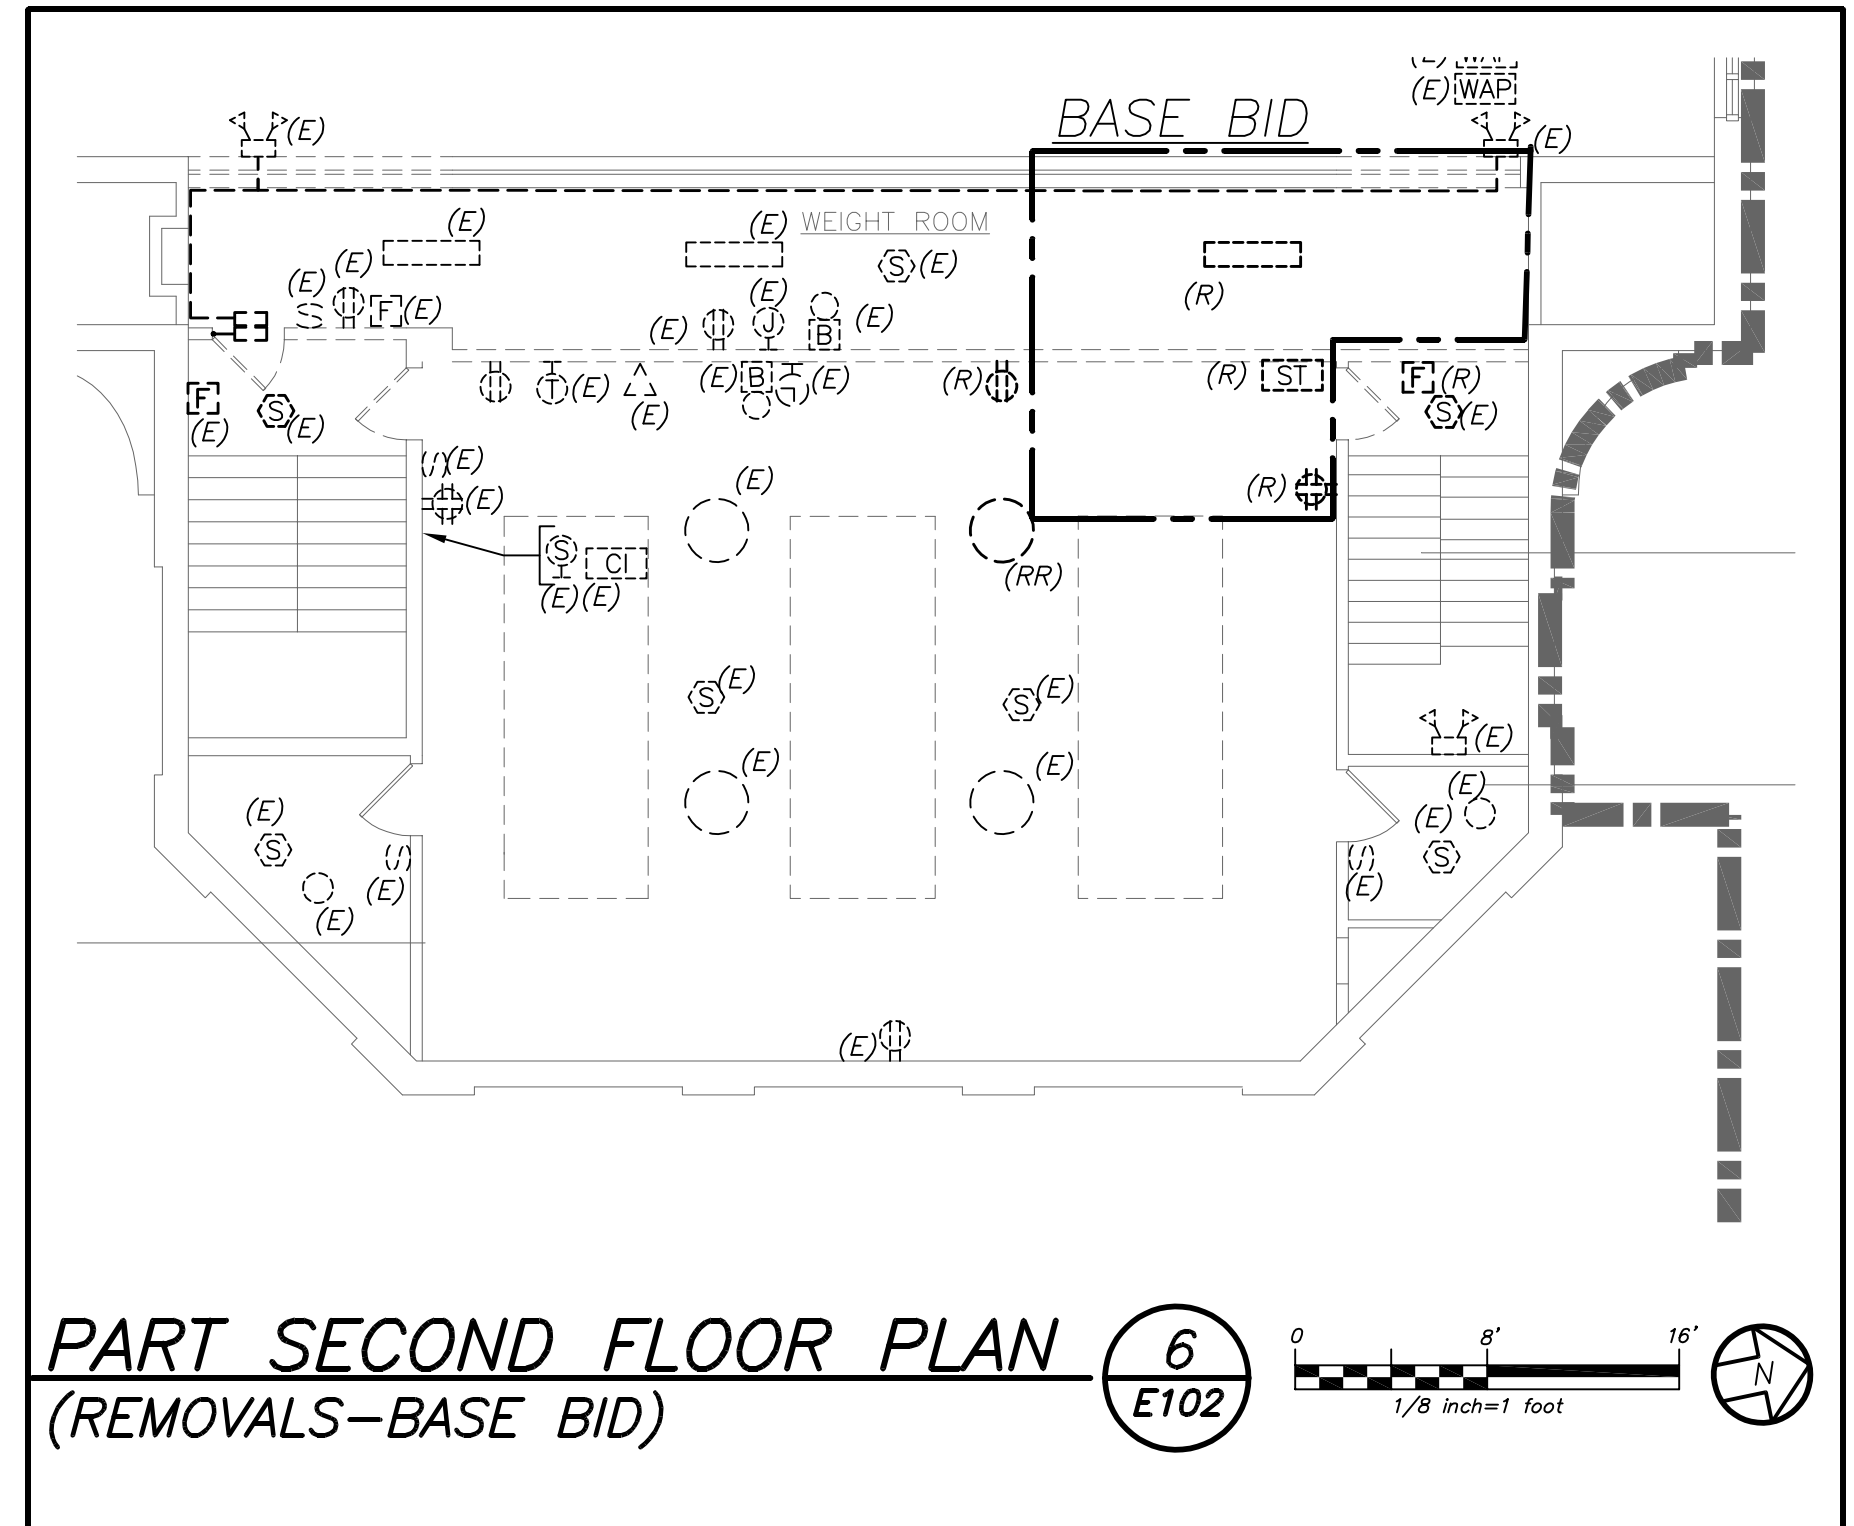 (E) WAP
(E) WAP
BASE BID
(E)
(E)
(E)
(E)
WEIGHT ROOM
S (E)
(E)
(E)
F (E)
(E)
(E)
J
B
(E)
(R)
(E)
B
(E)
(R)
(R)
ST
F
(R)
T (E)
(E)
F
(E)
S
(E)
S
(E)
(E)
(E)
(E)
(R)
S
CI
(E) (E)
(RR)
S
(E)
S
(E)
(E)
(E)
(E)
(E)
S
(E)
(E)
(E)
(E)
S
(E)
(E)
PART SECOND FLOOR PLAN
(REMOVALS-BASE BID)
6
E102
0 8' 16'
1/8 inch=1 foot
N